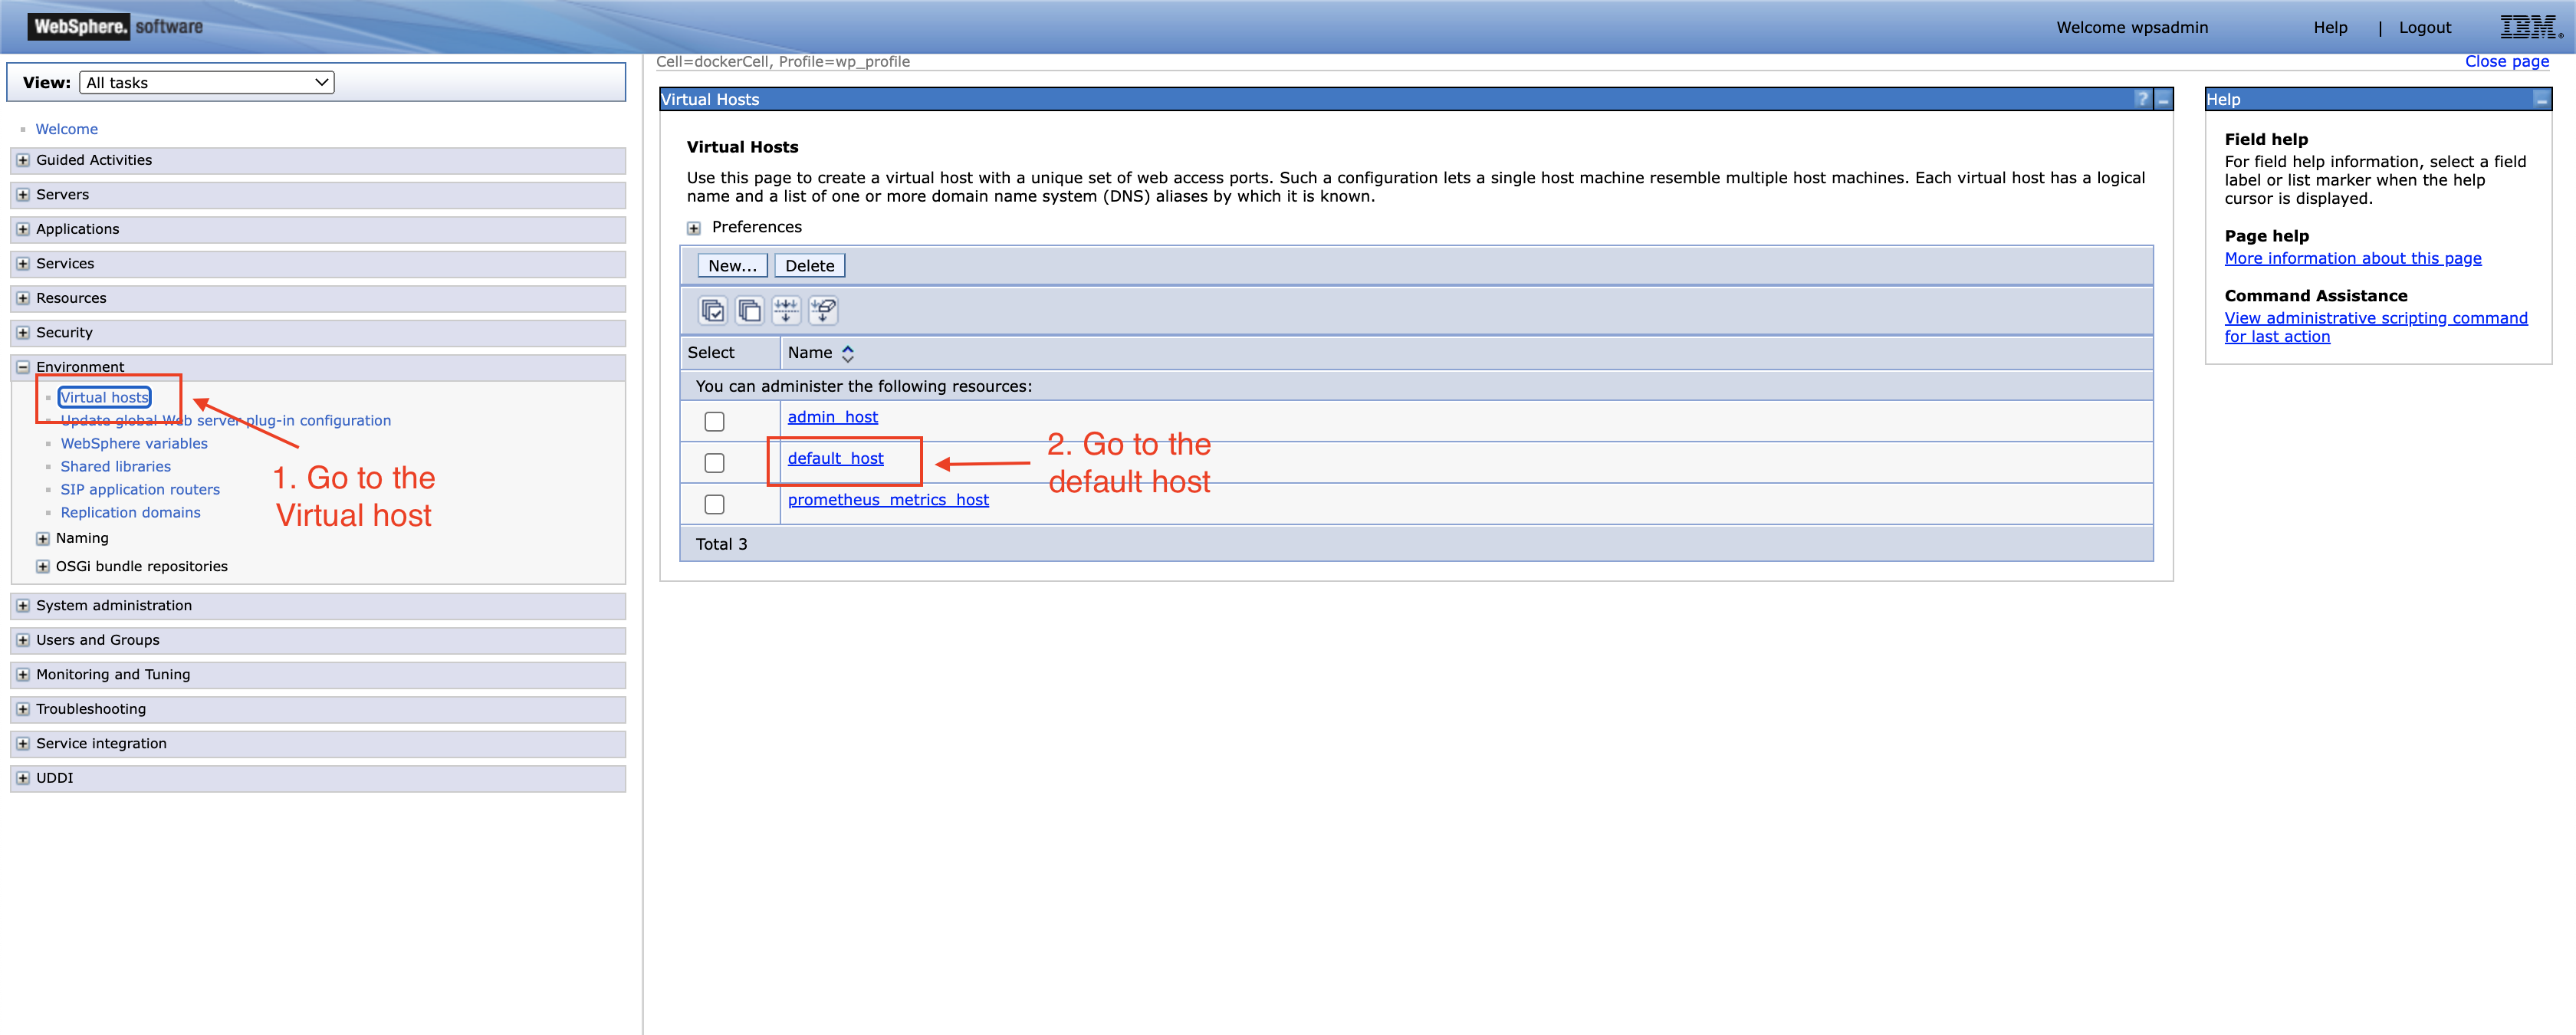 WebSphere. software
Welcome wpsadmin Help | Logout IBM
View: All tasks
Welcome
Guided Activities
Servers
Applications
Services
Resources
Security
Environment
Virtual hosts
Update global Web server plug-in configuration
WebSphere variables
Shared libraries
SIP application routers
Replication domains
1. Go to the
Virtual host
Naming
OSGi bundle repositories
System administration
Users and Groups
Monitoring and Tuning
Troubleshooting
Service integration
UDDI
Cell=dockerCell, Profile=wp_profile
Close page
Virtual Hosts
?
Virtual Hosts
Use this page to create a virtual host with a unique set of web access ports. Such a configuration lets a single host machine resemble multiple host machines. Each virtual host has a logical
name and a list of one or more domain name system (DNS) aliases by which it is known.
Preferences
New... Delete
Select Name
You can administer the following resources:
admin_host
default_host
prometheus_metrics_host
2. Go to the
default host
Total 3
Help
Field help
For field help information, select a field
label or list marker when the help
cursor is displayed.
Page help
More information about this page
Command Assistance
View administrative scripting command
for last action